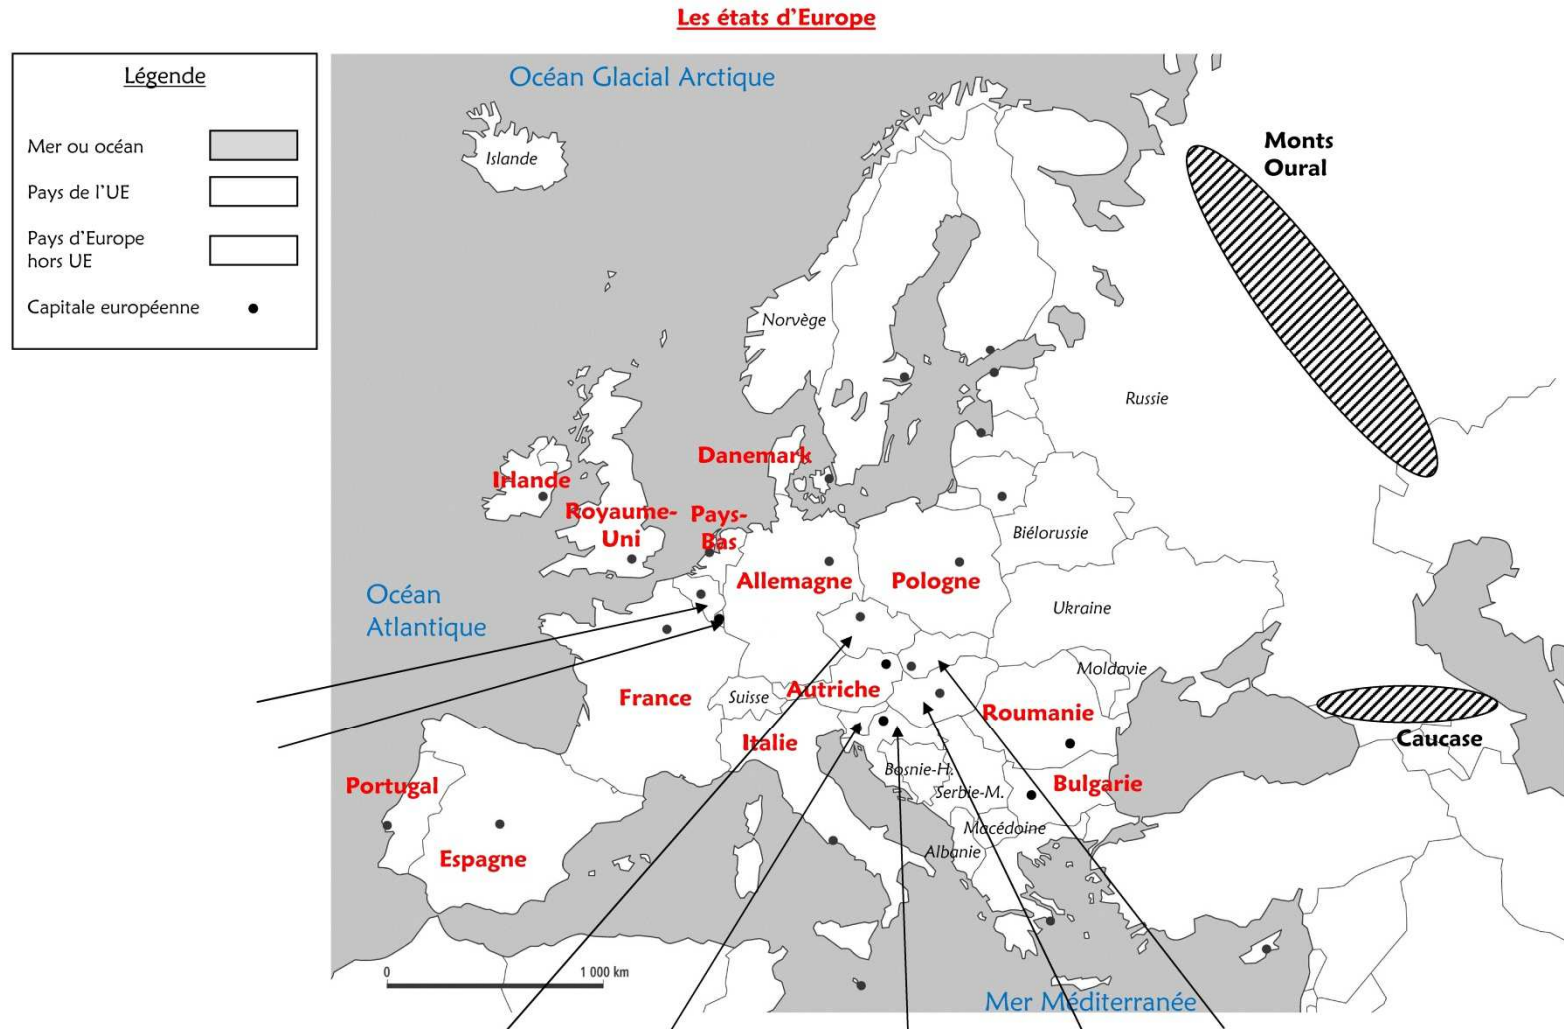 Les états d'Europe
Légende
Mer ou océan
Pays de l'UE
Pays d'Europe
hors UE
Capitale européenne
Océan Glacial Arctique
Monts
Oural
Islande
Norvège
Russie
Danemark
Irlande
Royaume-
Uni
Pays-
Bas
Biélorussie
Allemagne
Pologne
Océan
Atlantique
Ukraine
Moldavie
France
Suisse
Autriche
Roumanie
Italie
Caucase
Portugal
Bosnie-H.
Serbie-M.
Bulgarie
Macédoine
Albanie
Espagne
0
1 000 km
Mer Méditerranée